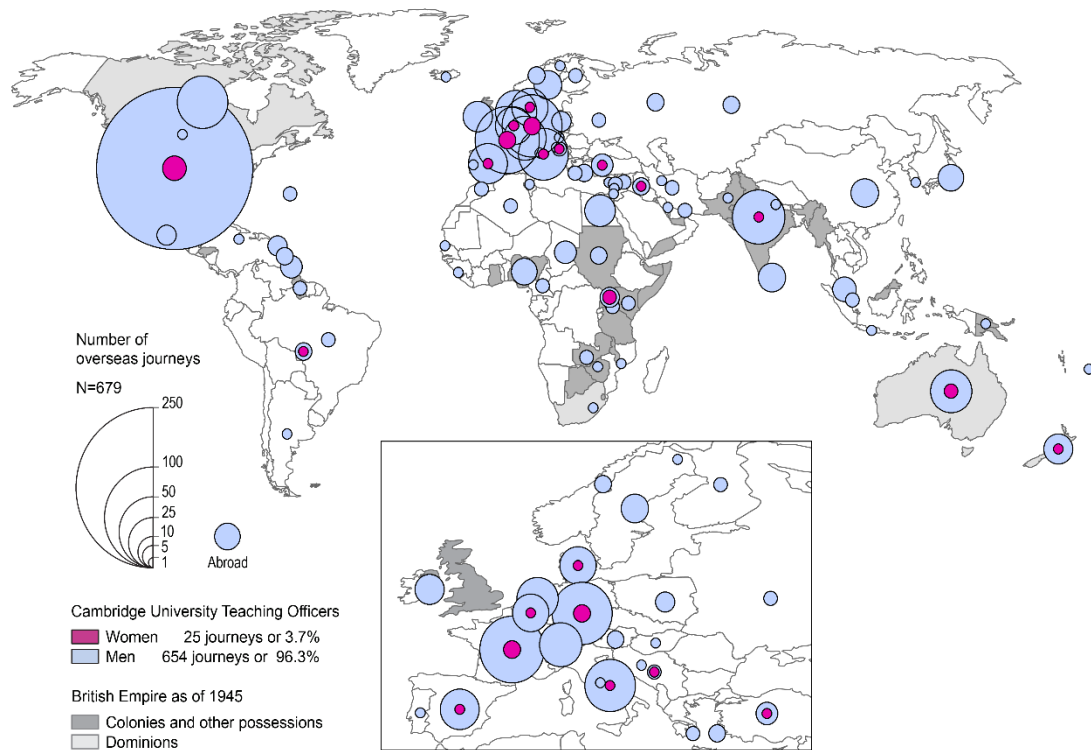 Number of
overseas journeys
N=679
250
100
50
25
10
5
1
Abroad
Cambridge University Teaching Officers
Women 25 journeys or 3.7%
Men 654 journeys or 96.3%
British Empire as of 1945
Colonies and other possessions
Dominions